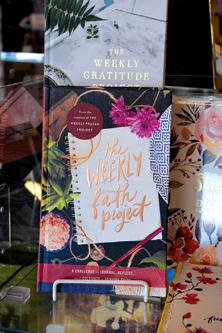 THE
WEEKLY
GRATITUDE
PROJECT
From the
creators of THE
WEEKLY PRAYER
PROJECT
the
WEEKLY
faith
project
A CHALLENGE to JOURNAL, REFLECT,